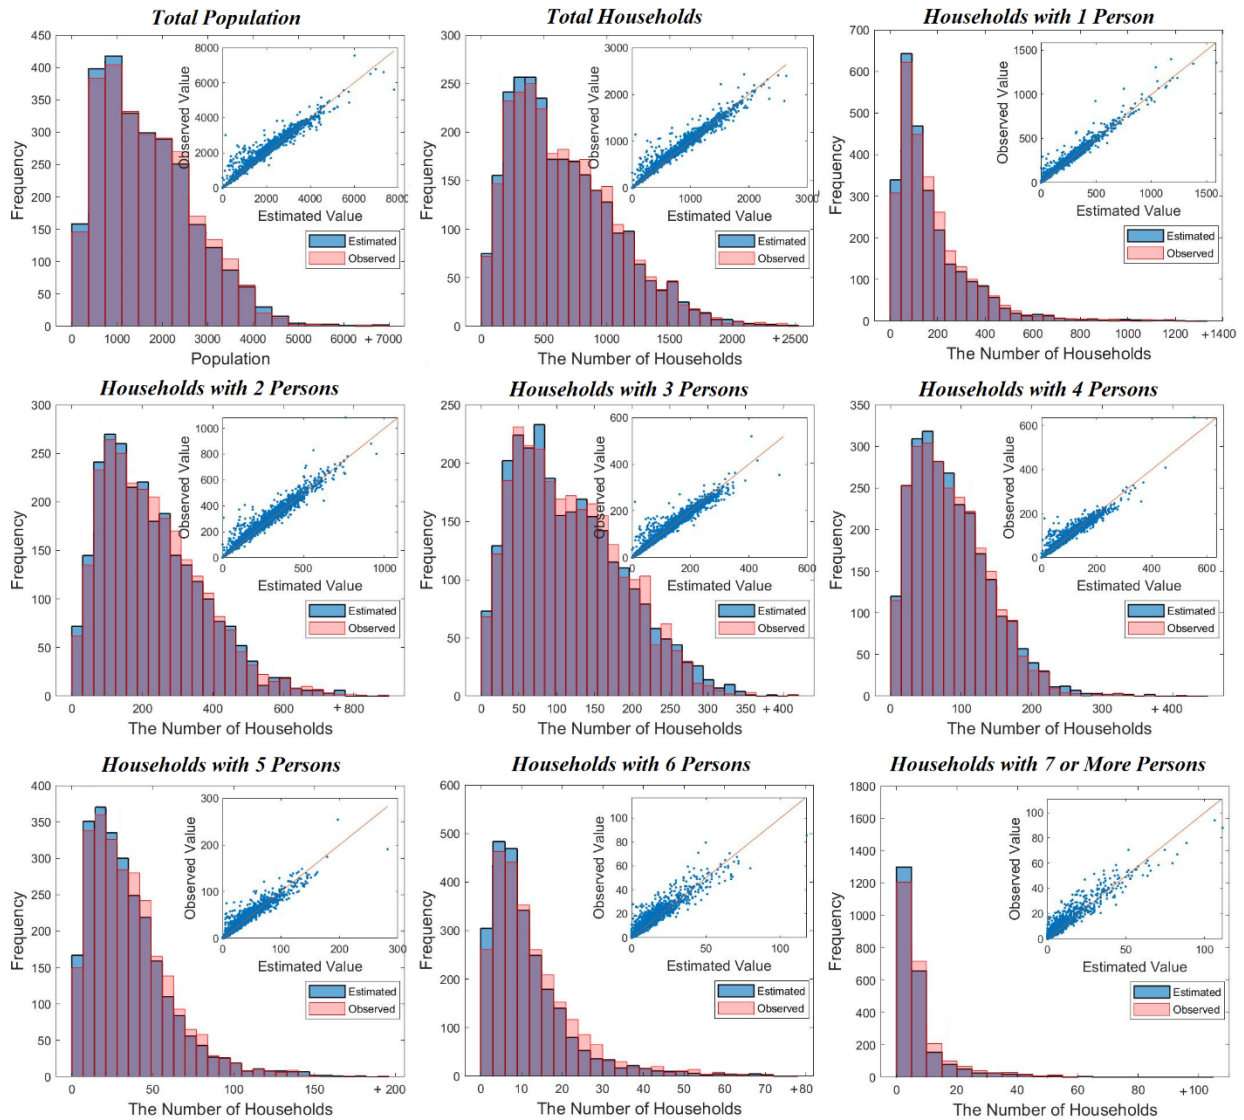 Total Population
450
400
350
300
250
200
150
100
50
0
Frequency
0 1000 2000 3000 4000 5000 6000 +7000
Population
8000
6000
4000
2000
0
Observed Value
0 2000 4000 6000 8000
Estimated Value
Estimated
Observed
Total Households
300
250
200
150
100
50
0
Frequency
0 500 1000 1500 2000 +2500
The Number of Households
3000
2000
1000
0
Observed Value
0 1000 2000 3000
Estimated Value
Estimated
Observed
Households with 1 Person
700
600
500
400
300
200
100
0
Frequency
0 200 400 600 800 1000 1200 +1400
The Number of Households
1500
1000
500
0
Observed Value
0 500 1000 1500
Estimated Value
Estimated
Observed
Households with 2 Persons
300
250
200
150
100
50
0
Frequency
0 200 400 600 +800
The Number of Households
1000
800
600
400
200
0
Observed Value
0 500 1000
Estimated Value
Estimated
Observed
Households with 3 Persons
250
200
150
100
50
0
Frequency
0 50 100 150 200 250 300 350 +400
The Number of Households
600
400
200
0
Observed Value
0 200 400 600
Estimated Value
Estimated
Observed
Households with 4 Persons
350
300
250
200
150
100
50
0
Frequency
0 100 200 300 +400
The Number of Households
600
400
200
0
Observed Value
0 200 400 600
Estimated Value
Estimated
Observed
Households with 5 Persons
400
350
300
250
200
150
100
50
0
Frequency
0 50 100 150 +200
The Number of Households
300
200
100
0
Observed Value
0 100 200 300
Estimated Value
Estimated
Observed
Households with 6 Persons
600
500
400
300
200
100
0
Frequency
0 10 20 30 40 50 60 70 +80
The Number of Households
100
80
60
40
20
0
Observed Value
0 50 100
Estimated Value
Estimated
Observed
Households with 7 or More Persons
1800
1600
1400
1200
1000
800
600
400
200
0
Frequency
0 20 40 60 80 +100
The Number of Households
100
80
60
40
20
0
Observed Value
0 50 100
Estimated Value
Estimated
Observed